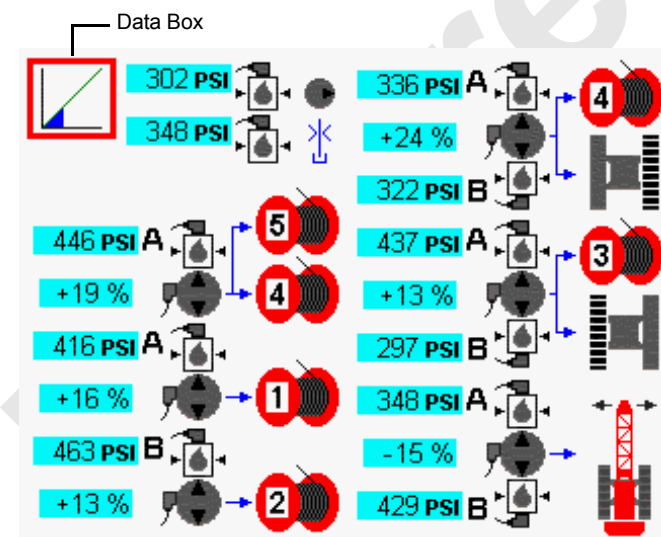 Data Box
302 PSI
348 PSI
446 PSI A
5
+19 %
4
416 PSI A
+16 %
1
463 PSI B
+13 %
2
336 PSI A
4
+24 %
322 PSI B
437 PSI A
3
+13 %
297 PSI B
348 PSI A
-15 %
429 PSI B